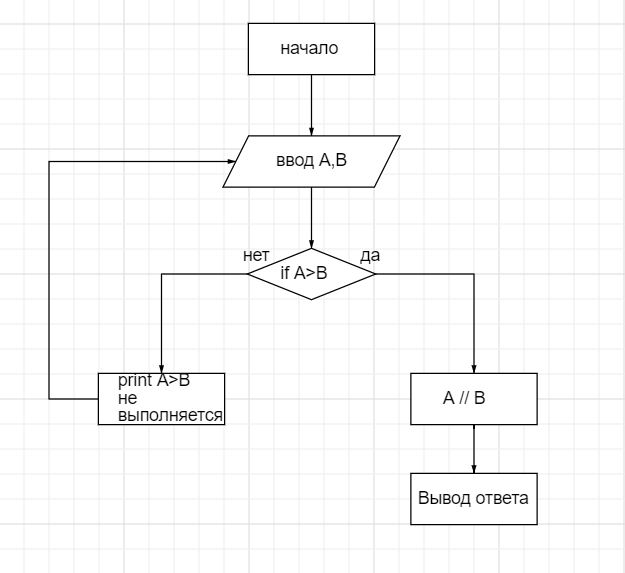 начало
ввод А,В
нет
да
if A>B
print A>B
не
выполняется
A // B
Вывод ответа